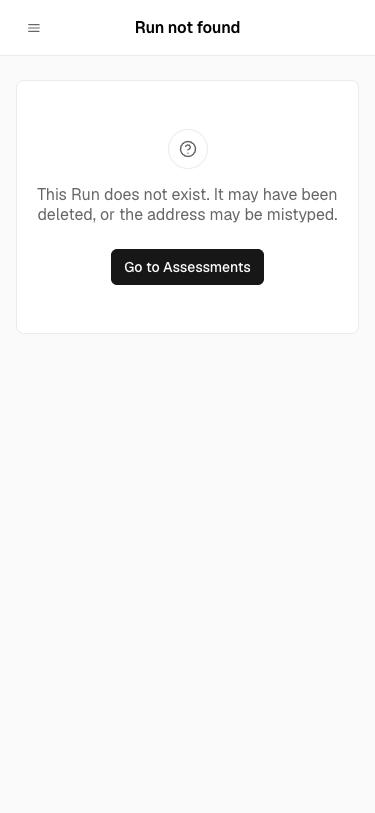 Run not found
This Run does not exist. It may have been
deleted, or the address may be mistyped.
Go to Assessments